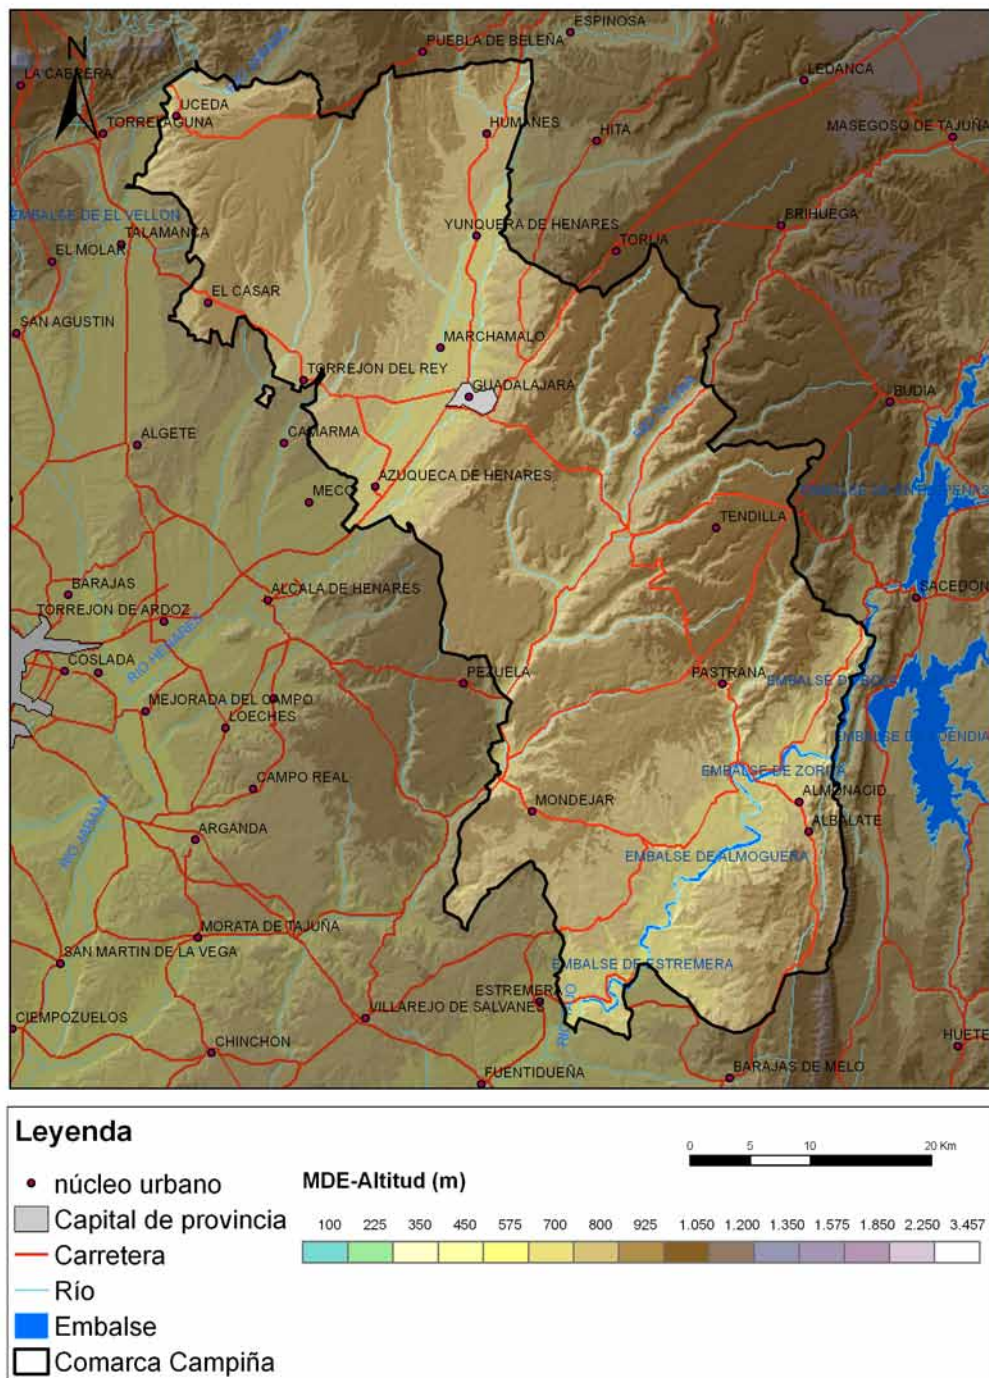 ESPINOSA
PUEBLA DE BELEÑA
N
LA CABRERA
LEDANCA
UCEDA
TORRELAGUNA
HUMANES
HITA
MASEGOSO DE TAJUÑA
EMBALSE DE EL VELLON
TALAMANCA
YUNQUERA DE HENARES
BRIHUEGA
EL MOLAR
TORIJA
EL CASAR
SAN AGUSTIN
MARCHAMALO
TORREJON DEL REY
GUADALAJARA
BUDIA
ALGETE
CAMARMA
AZUQUECA DE HENARES
MECO
TENDILLA
BARAJAS
ALCALA DE HENARES
SACEDON
TORREJON DE ARDOZ
RIO HENARES
COSLADA
PEZUELA
PASTRANA
MEJORADA DEL CAMPO
LOECHES
EMBALSE DE ZORITA
CAMPO REAL
ALMONACID
MONDEJAR
ALBALATE
ARGANDA
RIO JARAMA
EMBALSE DE ALMOGUERA
MORATA DE TAJUÑA
SAN MARTIN DE LA VEGA
EMBALSE DE ESTREMERA
ESTREMERA
VILLAREJO DE SALVANES
CIEMPOZUELOS
CHINCHON
HUETE
FUENTIDUEÑA
BARAJAS DE MELO
Leyenda
núcleo urbano
Capital de provincia
Carretera
Río
Embalse
Comarca Campiña
0 5 10 20 Km
MDE-Altitud (m)
100 225 350 450 575 700 800 925 1.050 1.200 1.350 1.575 1.850 2.250 3.457